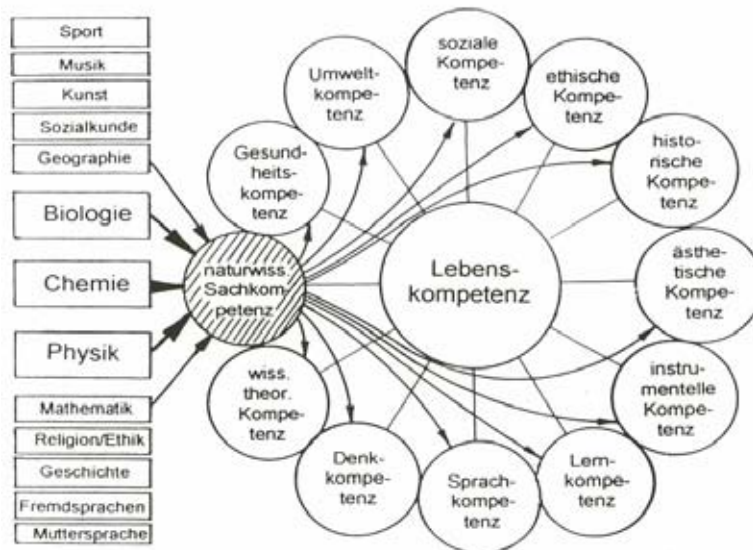 Sport
Musik
Kunst
Sozialkunde
Geographie
Biologie
Chemie
Physik
Mathematik
Religion/Ethik
Geschichte
Fremdsprachen
Muttersprache
naturwiss.
Sachkom-
petenz
Gesund-
heits-
kompe-
tenz
Umwelt-
kompe-
tenz
soziale
Kompe-
tenz
ethische
Kompe-
tenz
histo-
rische
Kompe-
tenz
ästhe-
tische
Kompe-
tenz
instru-
mentelle
Kompe-
tenz
Lern-
kompe-
tenz
Sprach-
kompe-
tenz
Denk-
kompe-
tenz
wiss.
theor.
Kompe-
tenz
Lebens-
kompetenz